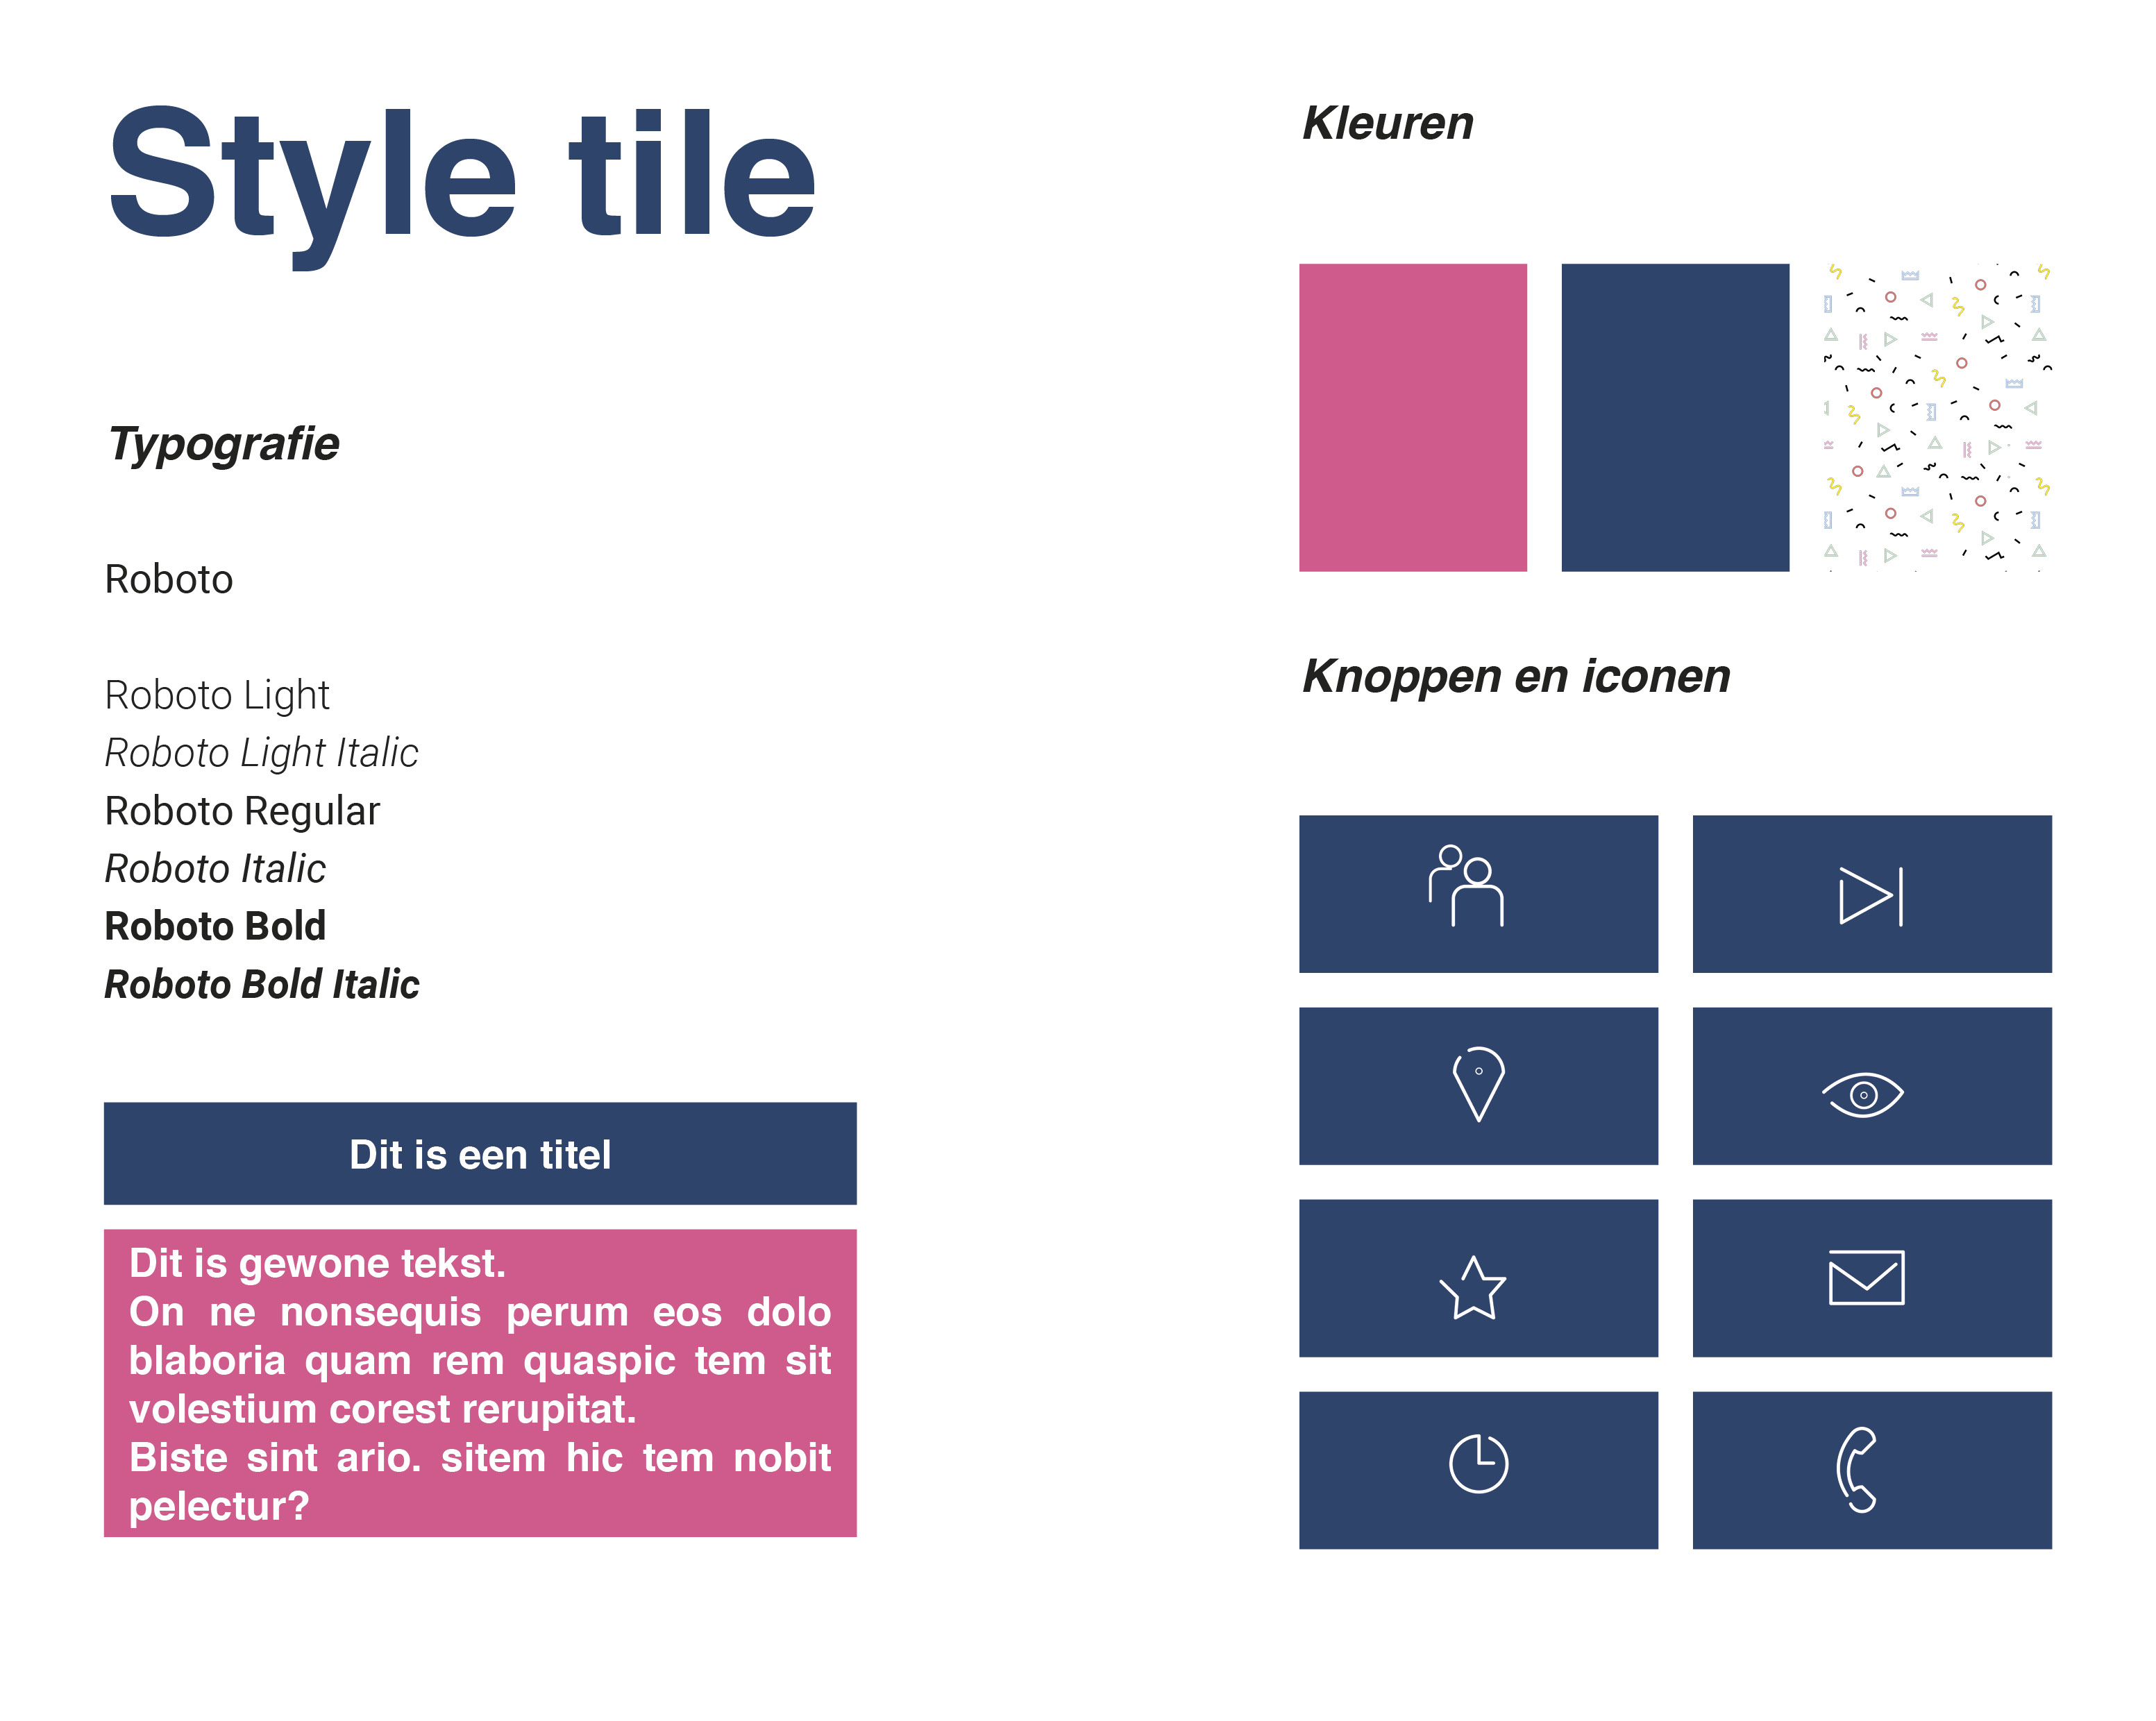 Style tile
Typografie
Roboto
Roboto Light
Roboto Light Italic
Roboto Regular
Roboto Italic
Roboto Bold
Roboto Bold Italic
Dit is een titel
Dit is gewone tekst.
On ne nonsequis perum eos dolo
blaboria quam rem quaspic tem sit
volestium corest rerupitat.
Biste sint ario. sitem hic tem nobit
pelectur?
Kleuren
Knoppen en iconen